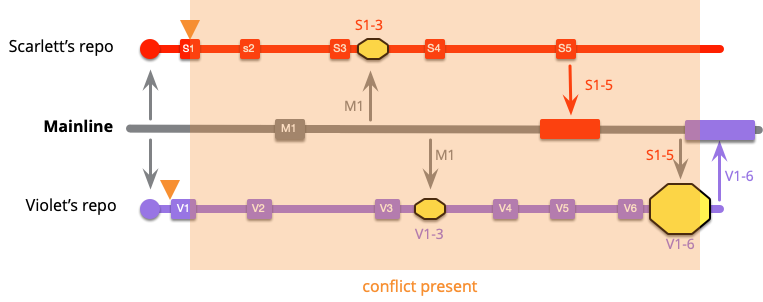 S1-3
Scarlett's repo S1 s2 S3 S4 S5
M1 S1-5
Mainline M1
M1 S1-5
V1-6
Violet's repo V1 V2 V3 V4 V5 V6
V1-3 V1-6
conflict present